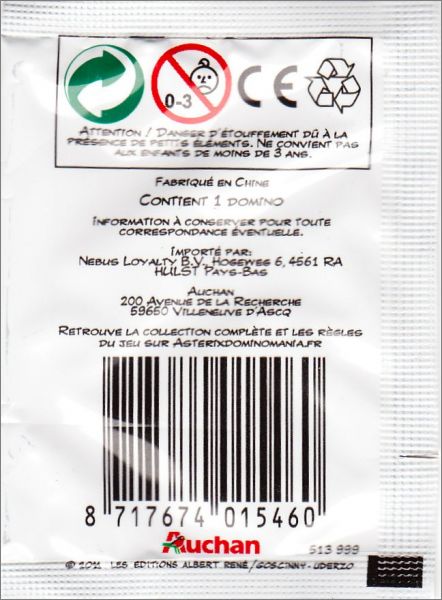 0-3
CE
ATTENTION / DANGER D'ÉTOUFFEMENT DÛ À LA
PRÉSENCE DE PETITS ÉLÉMENTS. NE CONVIENT PAS
AUX ENFANTS DE MOINS DE 3 ANS.
FABRIQUÉ EN CHINE
CONTIENT 1 DOMINO
INFORMATION À CONSERVER POUR TOUTE
CORRESPONDANCE ÉVENTUELLE.
IMPORTÉ PAR:
NEBUS LOYALTY B.V. HOGEWEG 6, 4561 RA
HULST PAYS-BAS
AUCHAN
200 AVENUE DE LA RECHERCHE
59650 VILLENEUVE D'ASCQ
RETROUVE LA COLLECTION COMPLÈTE ET LES RÈGLES
DU JEU SUR ASTERIXDOMINOMANIA.FR
8 717674 015460
Auchan
513 999
© 2011 LES EDITIONS ALBERT RENÉ/GOSCINNY-UDERZO